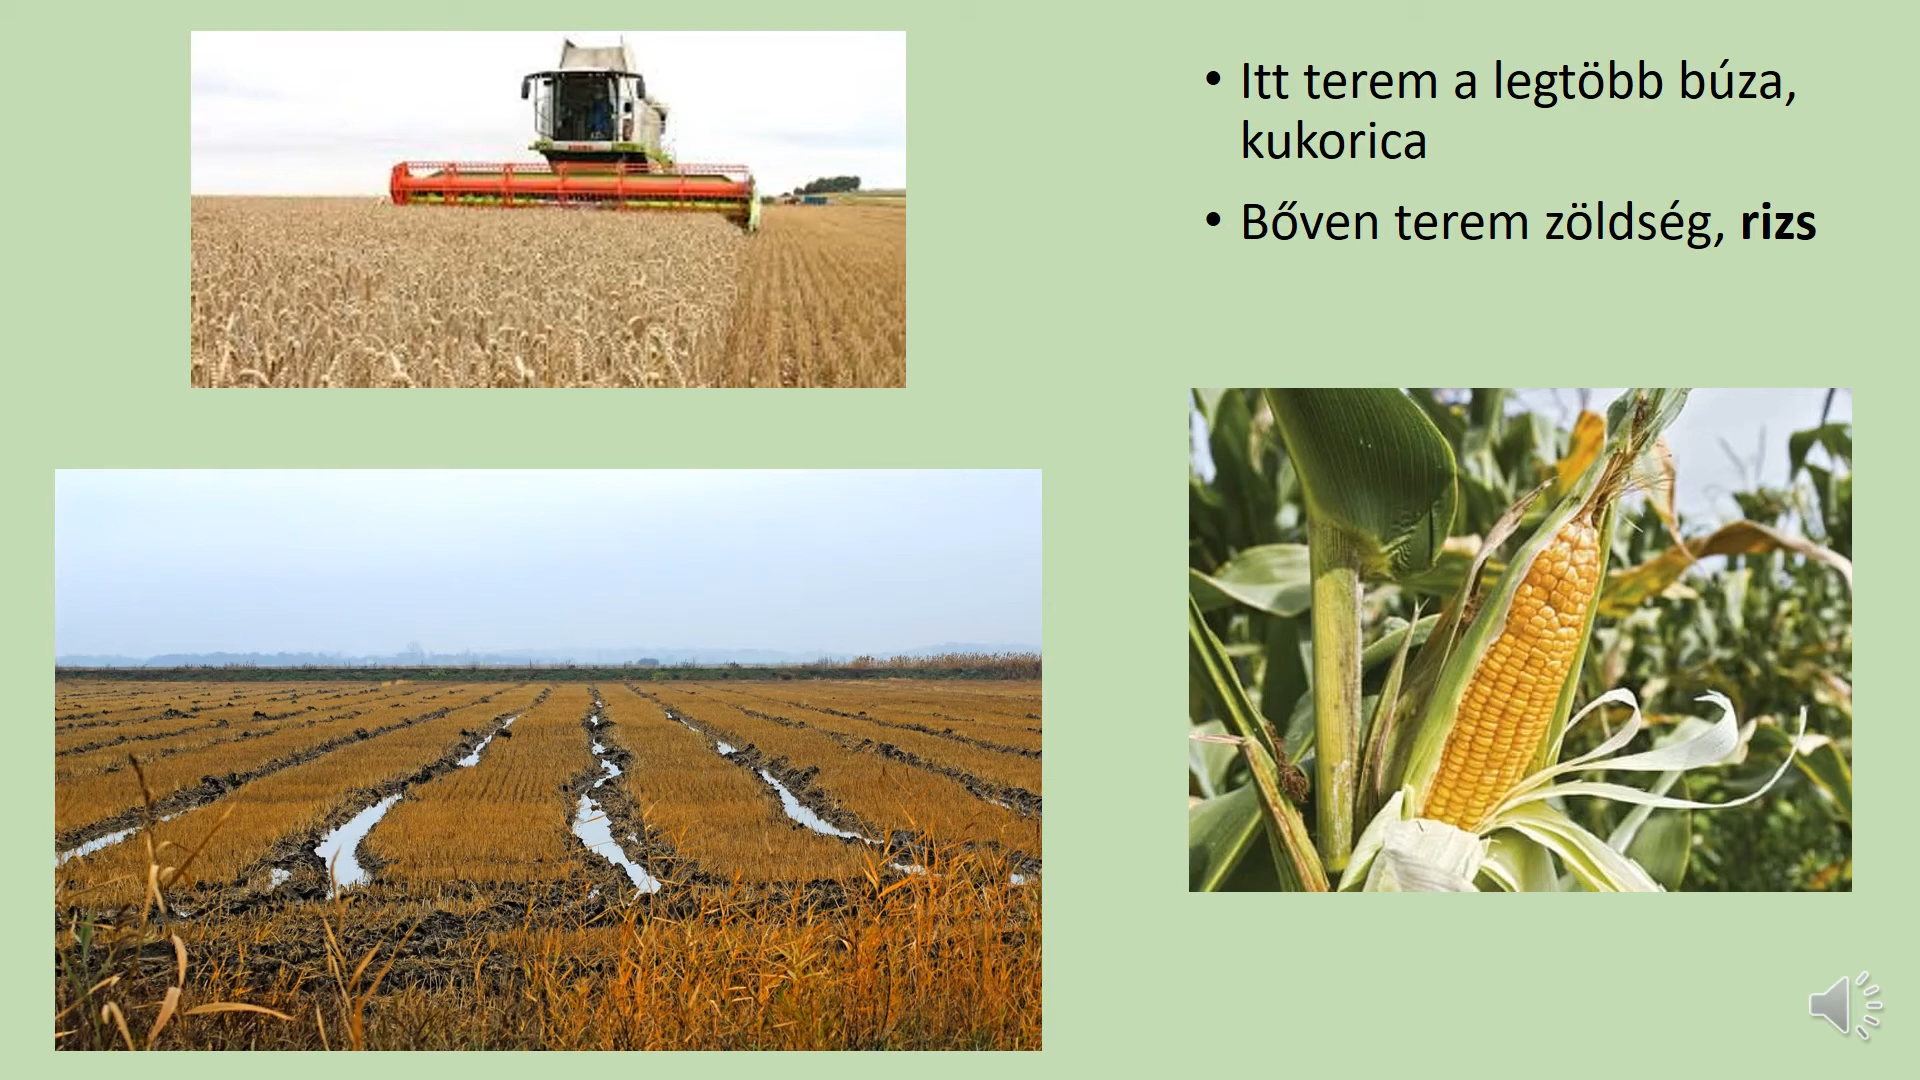 • Itt terem a legtöbb búza,
kukorica
• Bőven terem zöldség, rizs